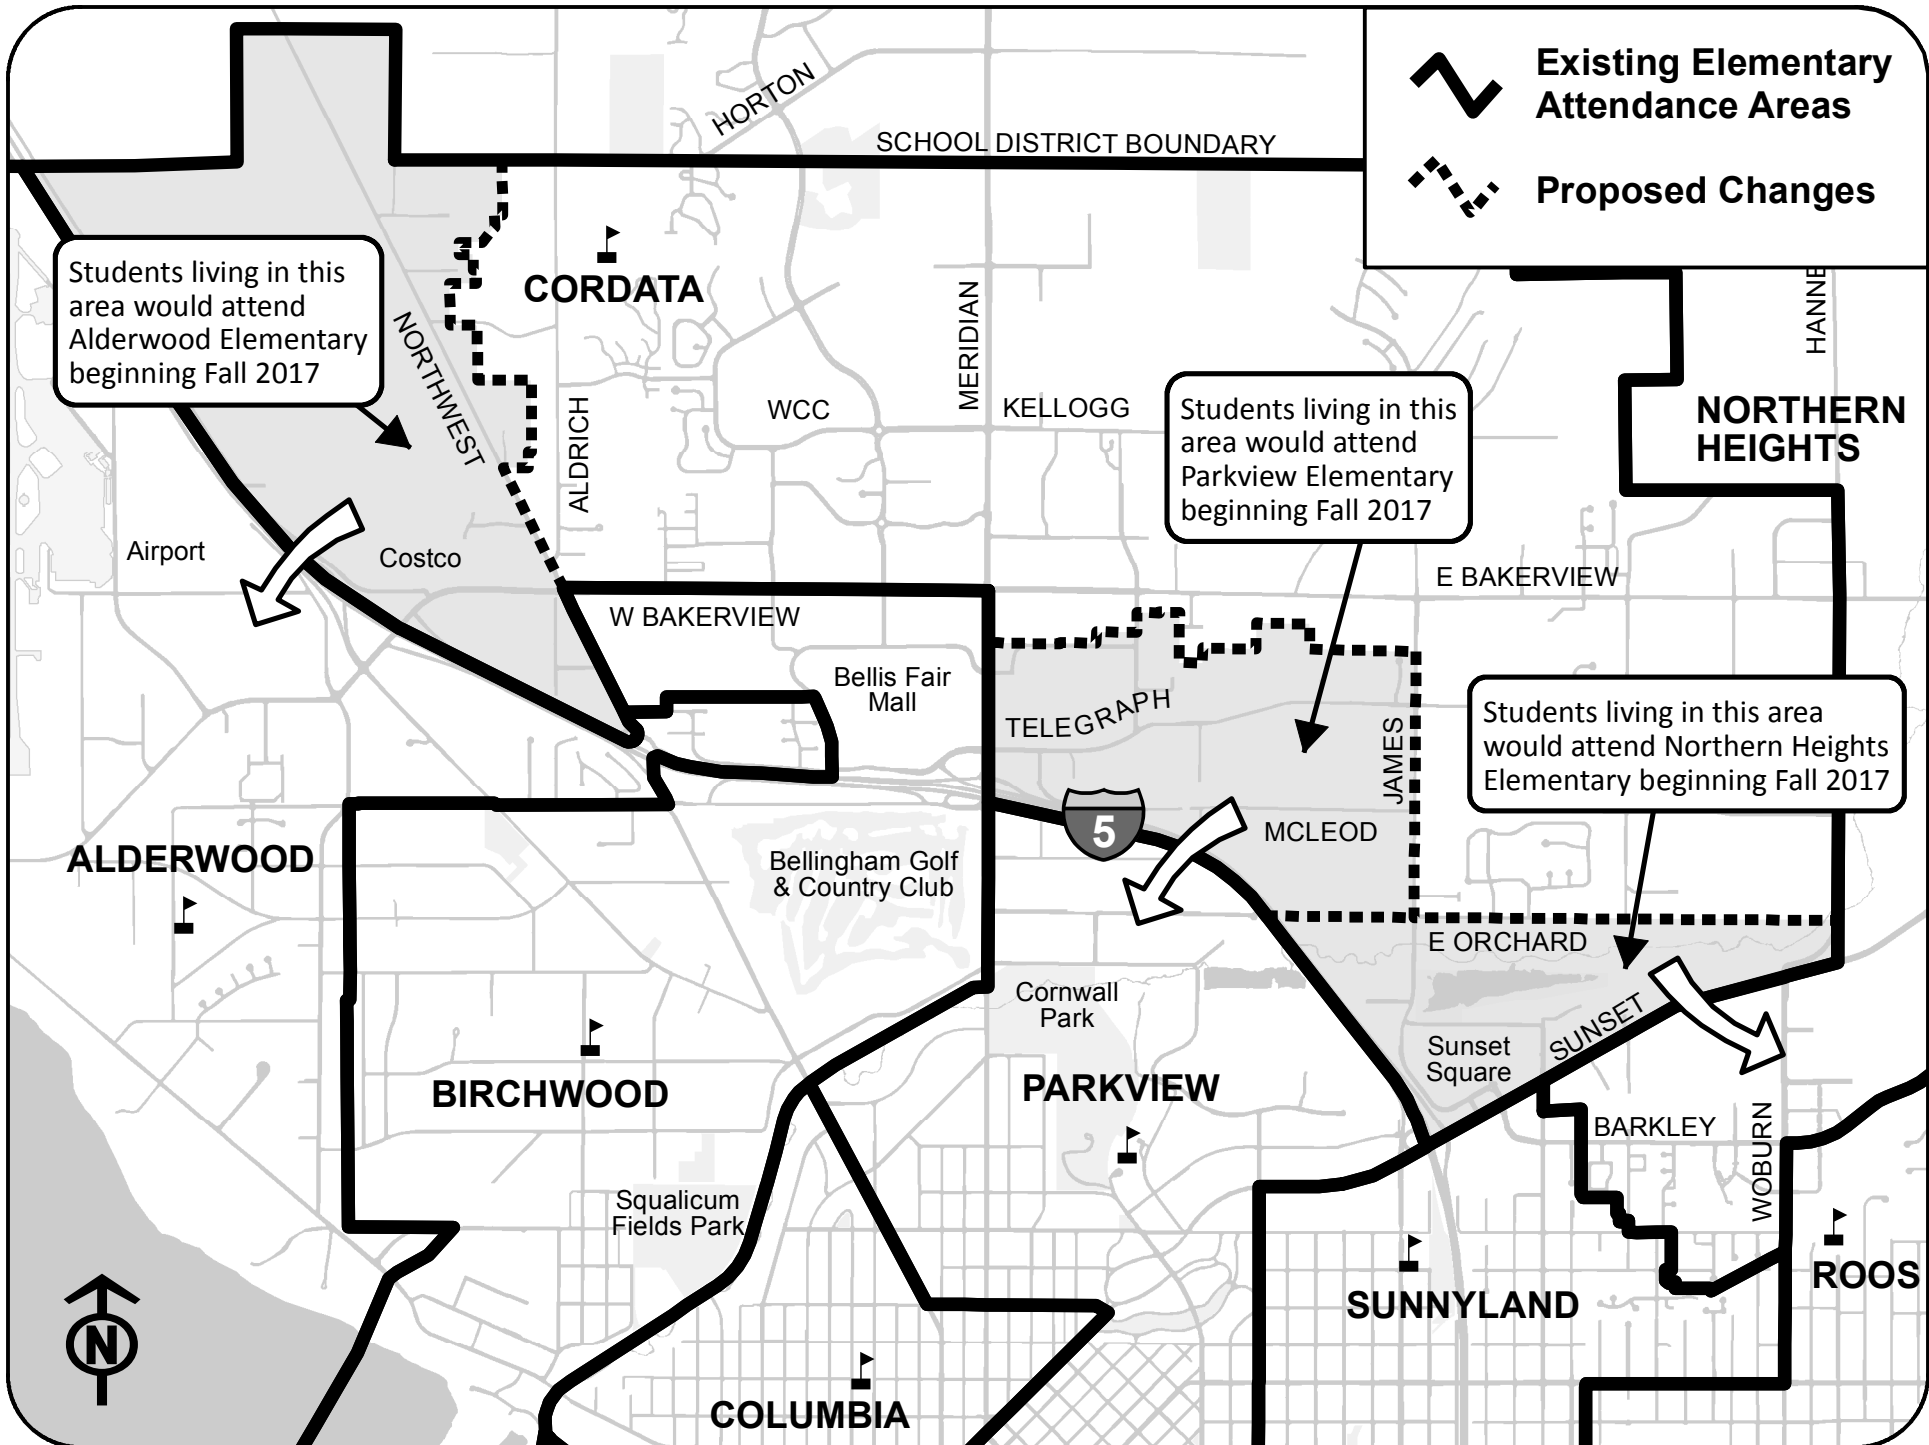 Existing Elementary
Attendance Areas
Proposed Changes
HORTON
SCHOOL DISTRICT BOUNDARY
Students living in this
area would attend
Alderwood Elementary
beginning Fall 2017
CORDATA
NORTHWEST
ALDRICH
MERIDIAN
WCC
KELLOGG
HANNE
NORTHERN
HEIGHTS
Students living in this
area would attend
Parkview Elementary
beginning Fall 2017
Airport
Costco
E BAKERVIEW
W BAKERVIEW
Bellis Fair
Mall
TELEGRAPH
JAMES
Students living in this area
would attend Northern Heights
Elementary beginning Fall 2017
5
MCLEOD
ALDERWOOD
Bellingham Golf
& Country Club
E ORCHARD
Cornwall
Park
SUNSET
Sunset
Square
BIRCHWOOD
PARKVIEW
BARKLEY
WOBURN
Squalicum
Fields Park
ROOS
SUNNYLAND
N
COLUMBIA